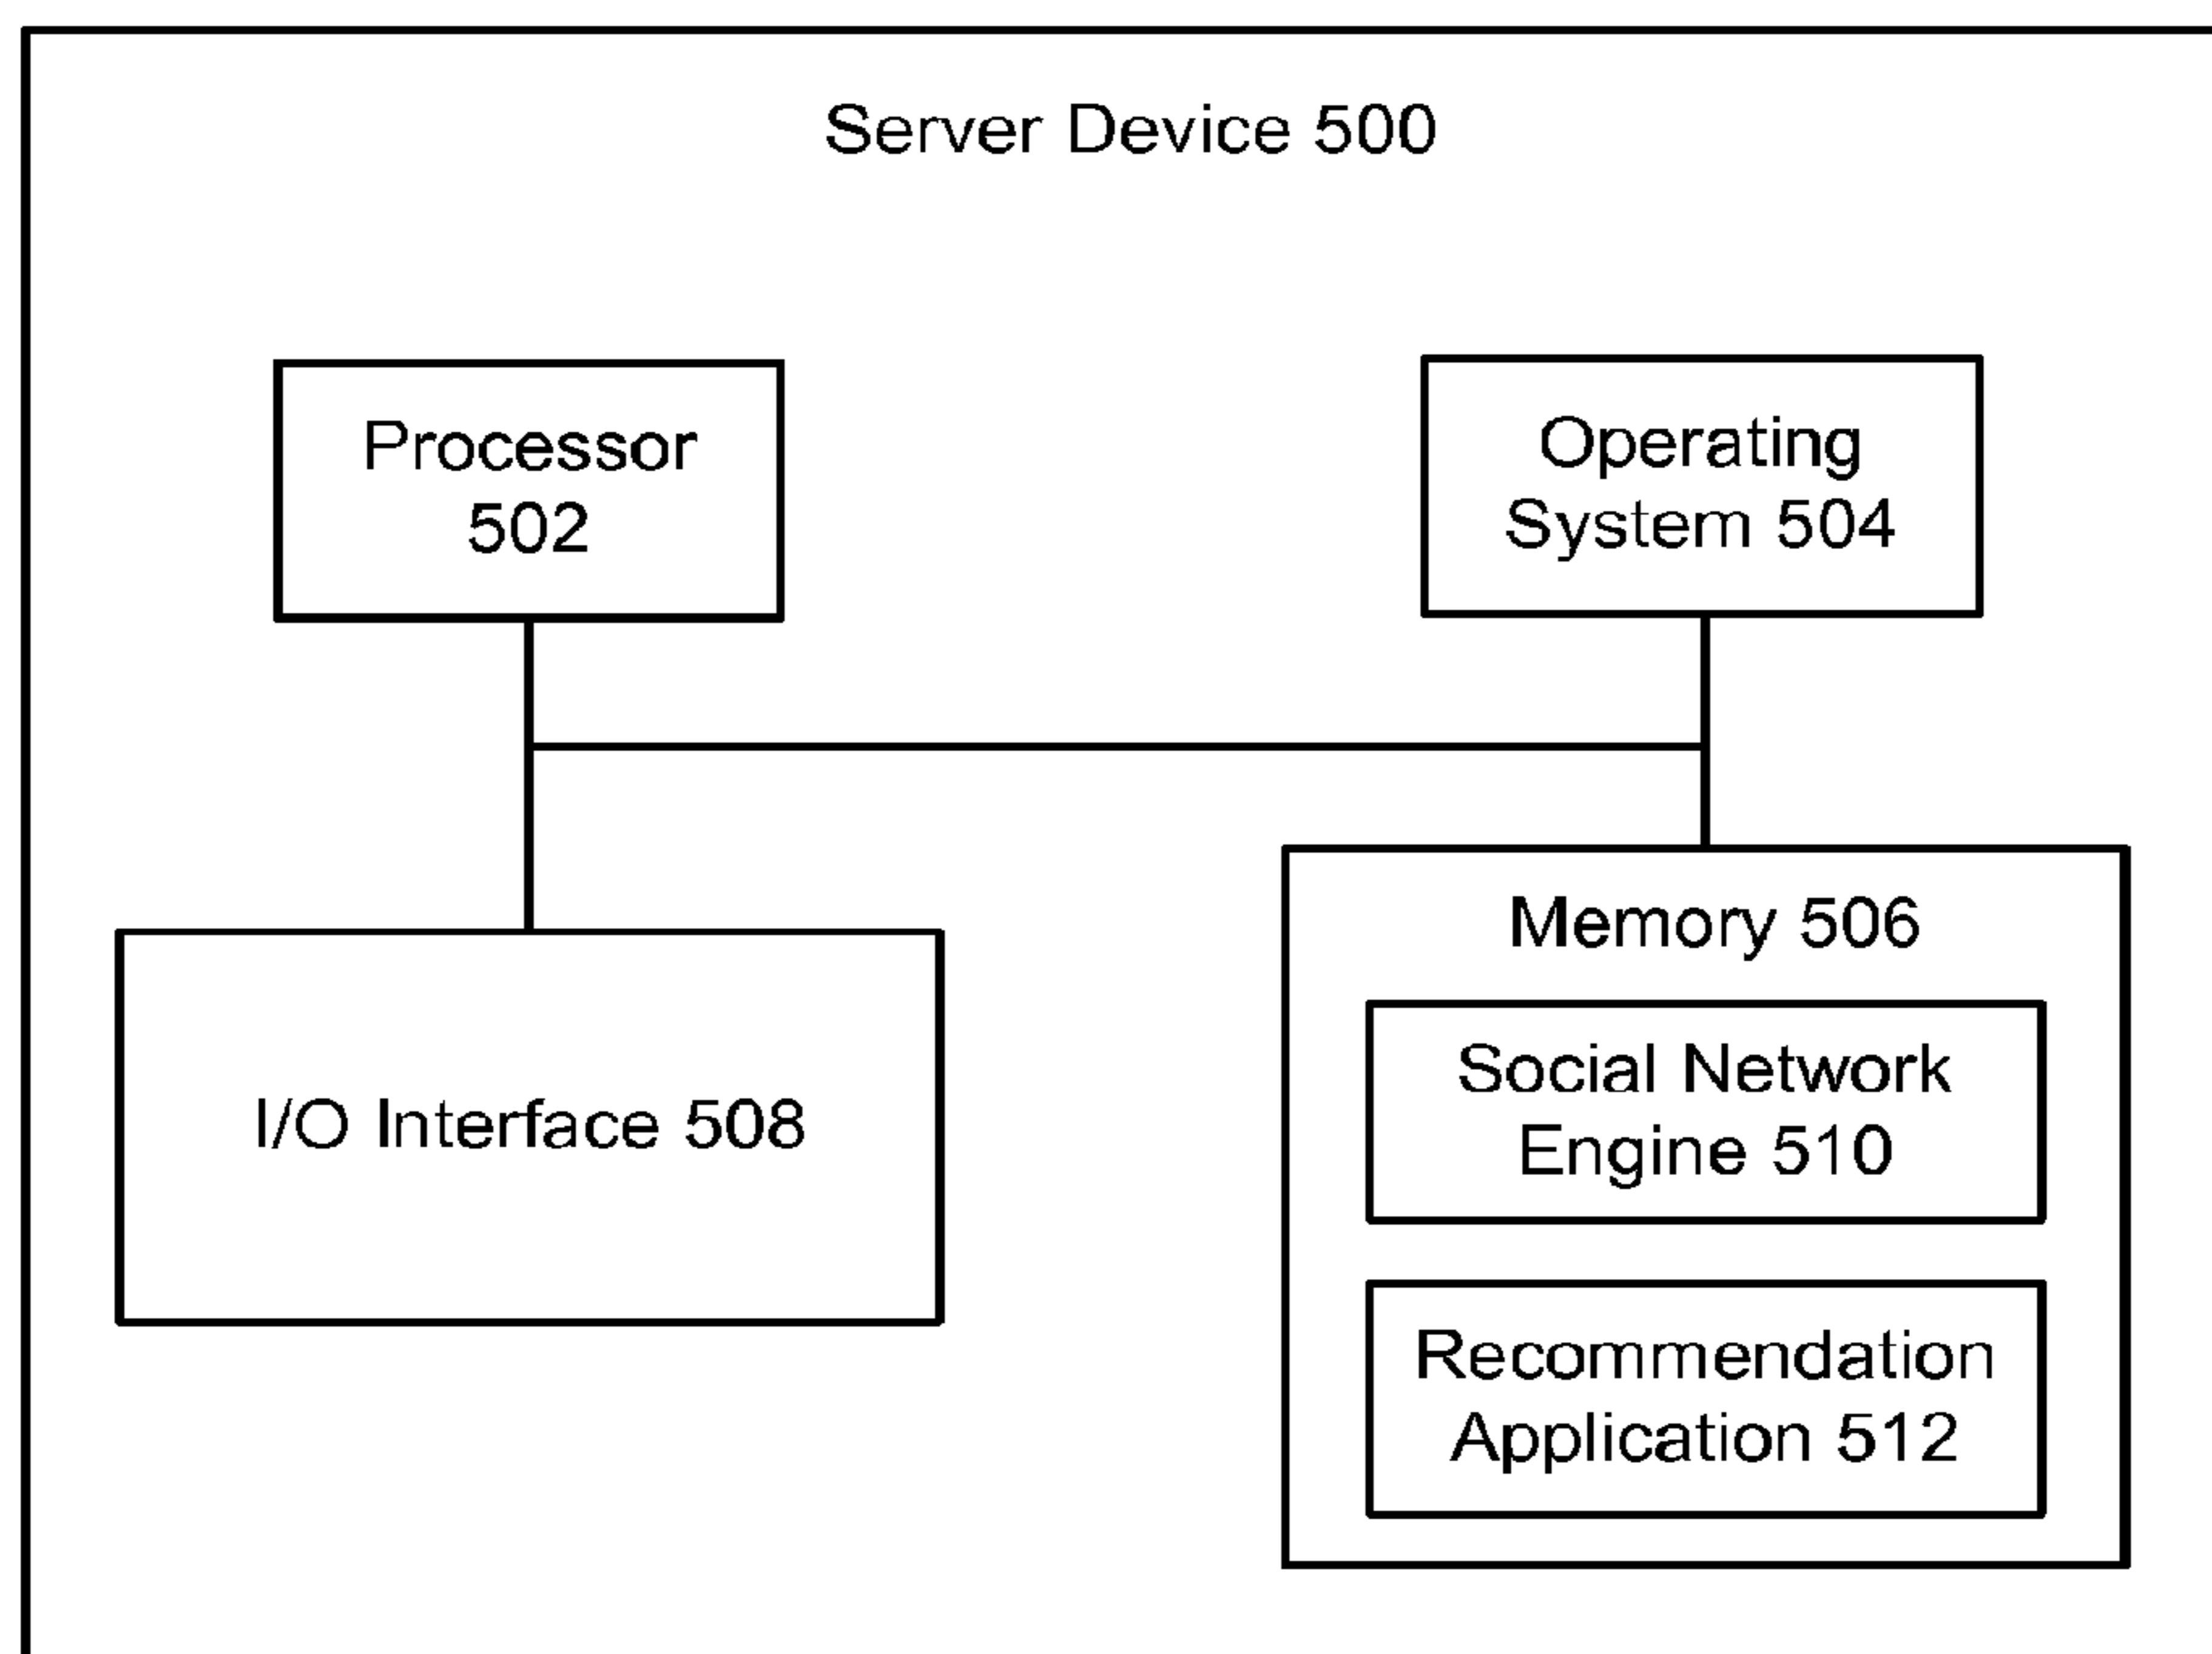 Server Device 500
Processor
502
Operating
System 504
I/O Interface 508
Memory 506
Social Network
Engine 510
Recommendation
Application 512